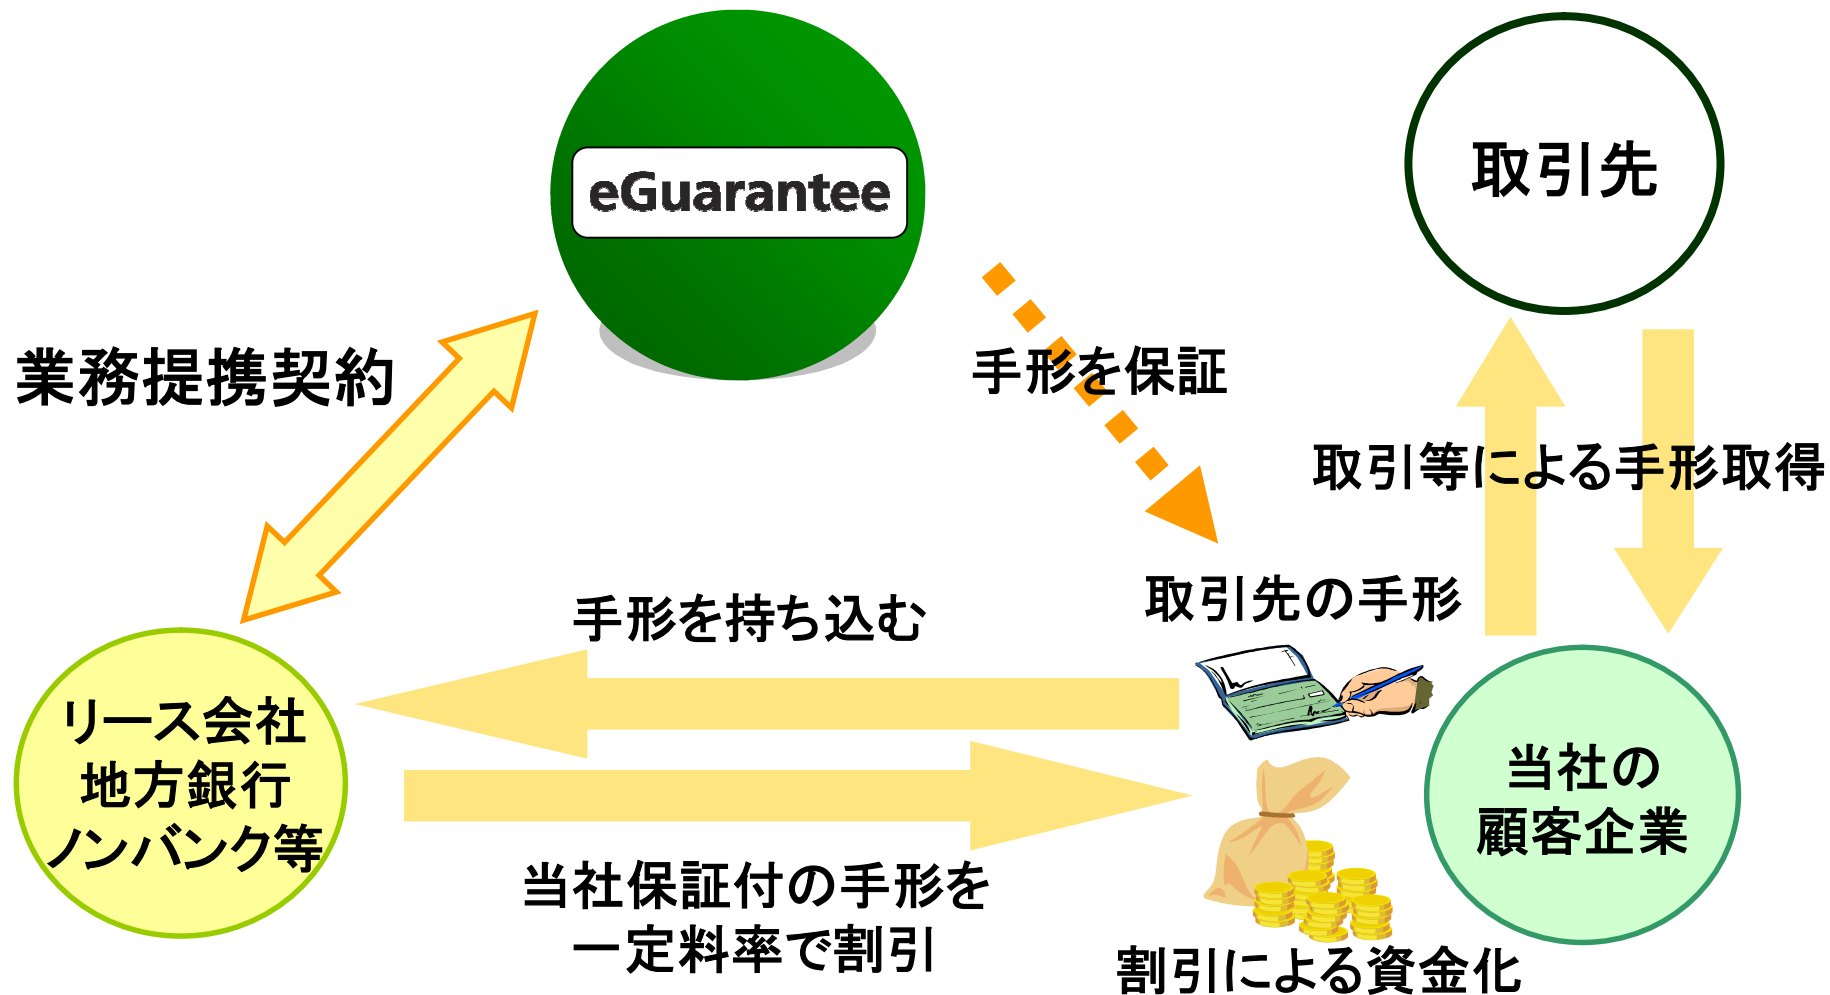 eGuarantee
取引先
業務提携契約
手形を保証
取引等による手形取得
取引先の手形
手形を持ち込む
リース会社
地方銀行
ノンバンク等
当社の
顧客企業
当社保証付の手形を
一定料率で割引
割引による資金化